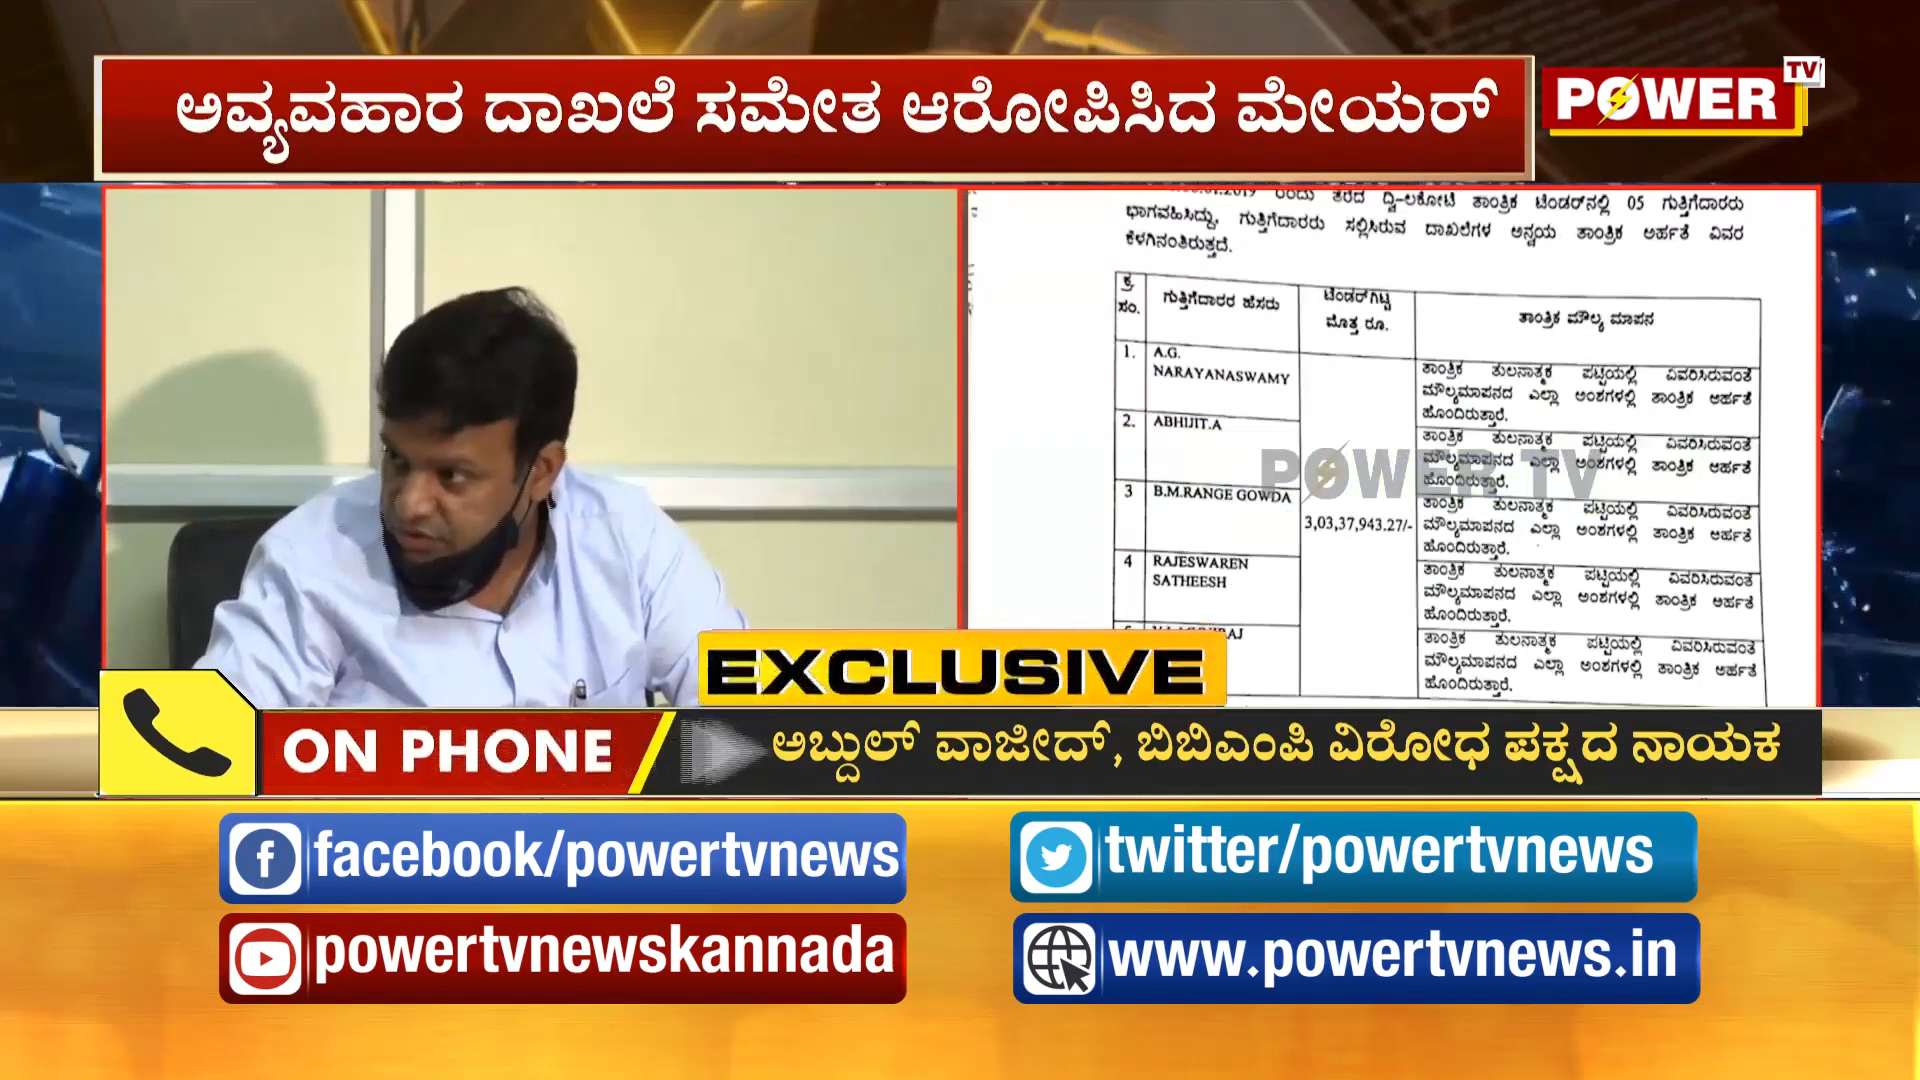 ಅವ್ಯವಹಾರ ದಾಖಲೆ ಸಮೇತ ಆರೋಪಿಸಿದ ಮೇಯರ್
POWER TV
ರಂದು ತೆರೆದ ದ್ವಿ-ಲಕೋಟೆ ತಾಂತ್ರಿಕ ಟೆಂಡರ್‌ನಲ್ಲಿ 05 ಗುತ್ತಿಗೆದಾರರು
ಭಾಗವಹಿಸಿದ್ದು, ಗುತ್ತಿಗೆದಾರರು ಸಲ್ಲಿಸಿರುವ ದಾಖಲೆಗಳ ಅನ್ವಯ ತಾಂತ್ರಿಕ ಅರ್ಹತೆ ವಿವರ
ಕೆಳಗಿನಂತಿರುತ್ತದೆ.
ಕ್ರ. ಸಂ. ಗುತ್ತಿಗೆದಾರರ ಹೆಸರು ಟೆಂಡರ್‌ಗಿಟ್ಟ ಮೊತ್ತ ರೂ. ತಾಂತ್ರಿಕ ಮೌಲ್ಯ ಮಾಪನ
1. A.G. NARAYANASWAMY
ತಾಂತ್ರಿಕ ತುಲನಾತ್ಮಕ ಪಟ್ಟಿಯಲ್ಲಿ ವಿವರಿಸಿರುವಂತೆ
ಮೌಲ್ಯಮಾಪನದ ಎಲ್ಲಾ ಅಂಶಗಳಲ್ಲಿ ತಾಂತ್ರಿಕ ಅರ್ಹತೆ
ಹೊಂದಿರುತ್ತಾರೆ.
2. ABHIJIT.A
ತಾಂತ್ರಿಕ ತುಲನಾತ್ಮಕ ಪಟ್ಟಿಯಲ್ಲಿ ವಿವರಿಸಿರುವಂತೆ
ಮೌಲ್ಯಮಾಪನದ ಎಲ್ಲಾ ಅಂಶಗಳಲ್ಲಿ ತಾಂತ್ರಿಕ ಅರ್ಹತೆ
ಹೊಂದಿರುತ್ತಾರೆ.
POWER TV
3 B.M.RANGE GOWDA
3,03,37,943.27/-
ತಾಂತ್ರಿಕ ತುಲನಾತ್ಮಕ ಪಟ್ಟಿಯಲ್ಲಿ ವಿವರಿಸಿರುವಂತೆ
ಮೌಲ್ಯಮಾಪನದ ಎಲ್ಲಾ ಅಂಶಗಳಲ್ಲಿ ತಾಂತ್ರಿಕ ಅರ್ಹತೆ
ಹೊಂದಿರುತ್ತಾರೆ.
4 RAJESWAREN SATHEESH
ತಾಂತ್ರಿಕ ತುಲನಾತ್ಮಕ ಪಟ್ಟಿಯಲ್ಲಿ ವಿವರಿಸಿರುವಂತೆ
ಮೌಲ್ಯಮಾಪನದ ಎಲ್ಲಾ ಅಂಶಗಳಲ್ಲಿ ತಾಂತ್ರಿಕ ಅರ್ಹತೆ
ಹೊಂದಿರುತ್ತಾರೆ.
ತಾಂತ್ರಿಕ ತುಲನಾತ್ಮಕ ಪಟ್ಟಿಯಲ್ಲಿ ವಿವರಿಸಿರುವಂತೆ
ಮೌಲ್ಯಮಾಪನದ ಎಲ್ಲಾ ಅಂಶಗಳಲ್ಲಿ ತಾಂತ್ರಿಕ ಅರ್ಹತೆ
ಹೊಂದಿರುತ್ತಾರೆ.
EXCLUSIVE
ON PHONE ಅಬ್ದುಲ್ ವಾಜೀದ್, ಬಿಬಿಎಂಪಿ ವಿರೋಧ ಪಕ್ಷದ ನಾಯಕ
facebook/powertvnews
twitter/powertvnews
powertvnewskannada
www.powertvnews.in